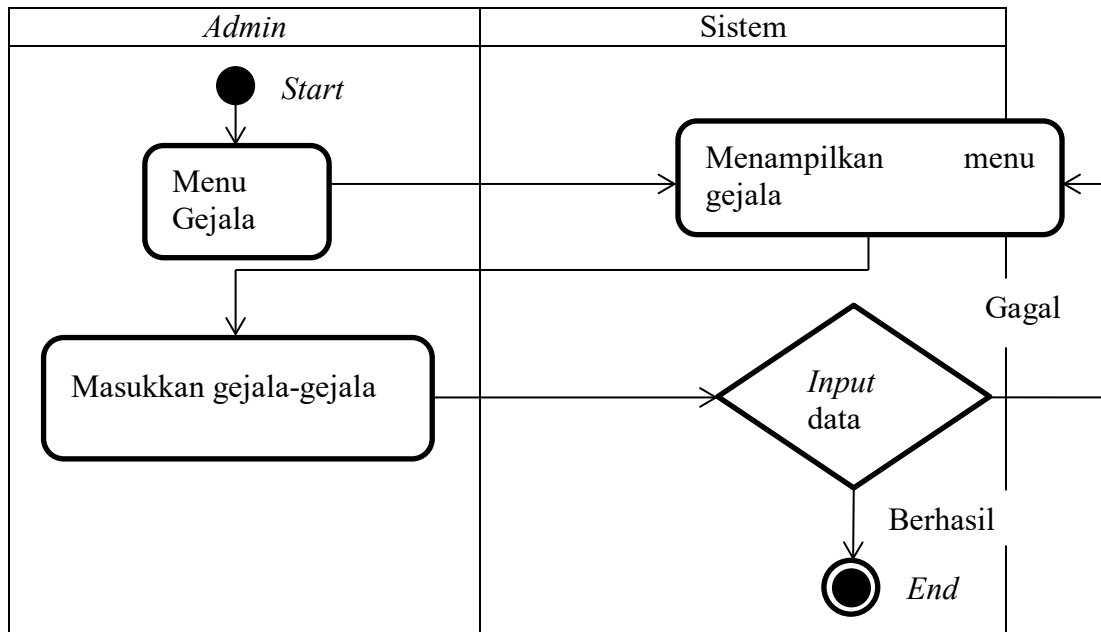 Admin
Sistem
Start
Menu
Gejala
Menampilkan menu
gejala
Gagal
Masukkan gejala-gejala
Input
data
Berhasil
End